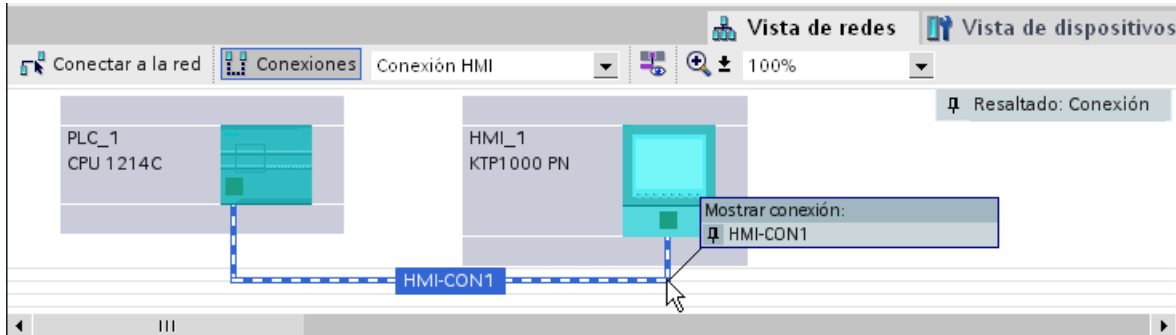 Vista de redes
Vista de dispositivos
Conectar a la red
Conexiones
Conexión HMI
100%
Resaltado: Conexión
PLC_1
CPU 1214C
HMI_1
KTP1000 PN
Mostrar conexión:
HMI-CON1
HMI-CON1